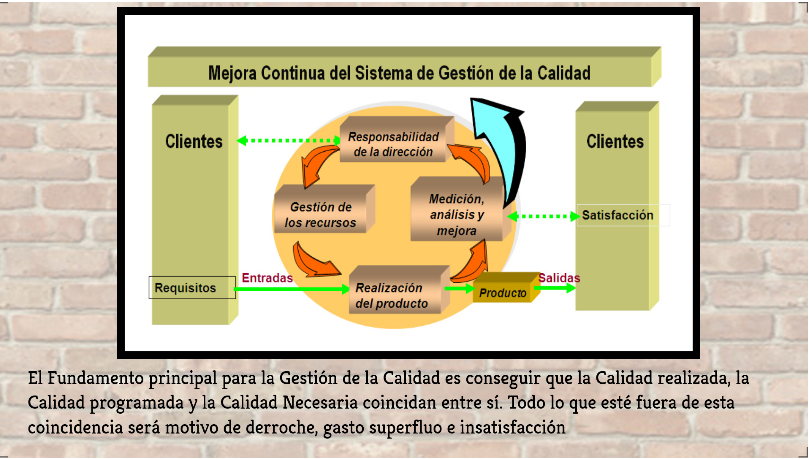 Mejora Continua del Sistema de Gestión de la Calidad
Clientes
Responsabilidad
de la dirección
Clientes
Gestión de
los recursos
Medición,
análisis y
mejora
Satisfacción
Requisitos
Entradas
Realización
del producto
Producto
Salidas
El Fundamento principal para la Gestión de la Calidad es conseguir que la Calidad realizada, la
Calidad programada y la Calidad Necesaria coincidan entre sí. Todo lo que esté fuera de esta
coincidencia será motivo de derroche, gasto superfluo e insatisfacción